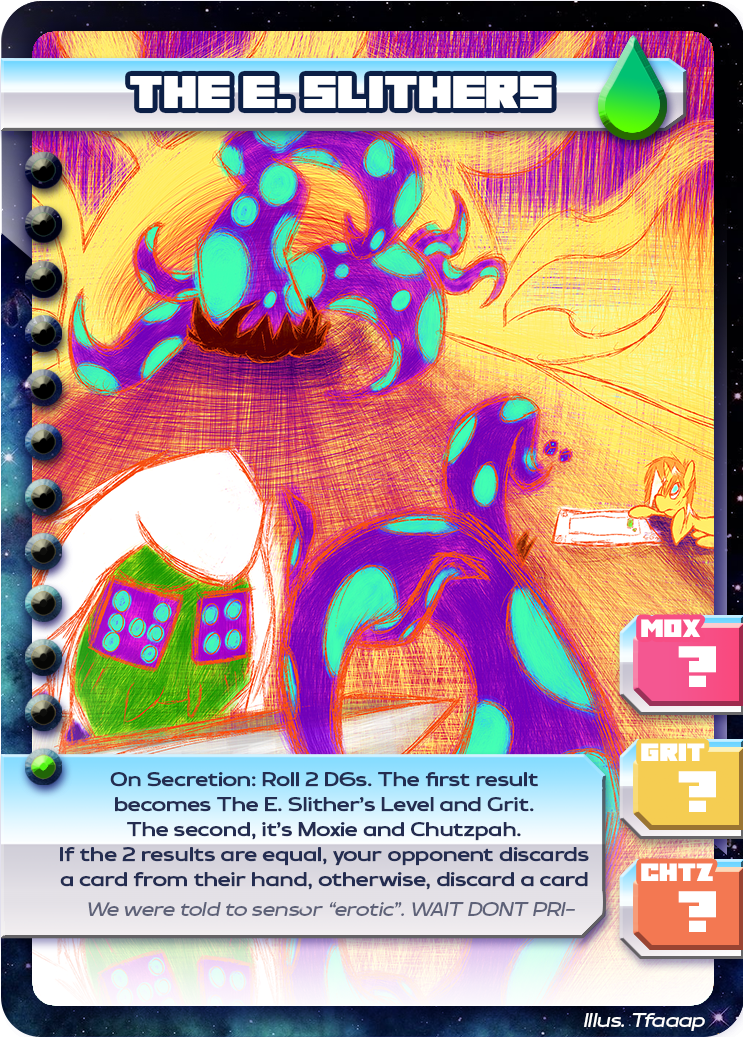 THE E. SLITHERS
MOX
?
GRIT
?
CHTZ
?
On Secretion: Roll 2 D6s. The first result
becomes The E. Slither's Level and Grit.
The second, it's Moxie and Chutzpah.
If the 2 results are equal, your opponent discards
a card from their hand, otherwise, discard a card
We were told to sensor “erotic”. WAIT DONT PRI-
Illus. Tfaaap